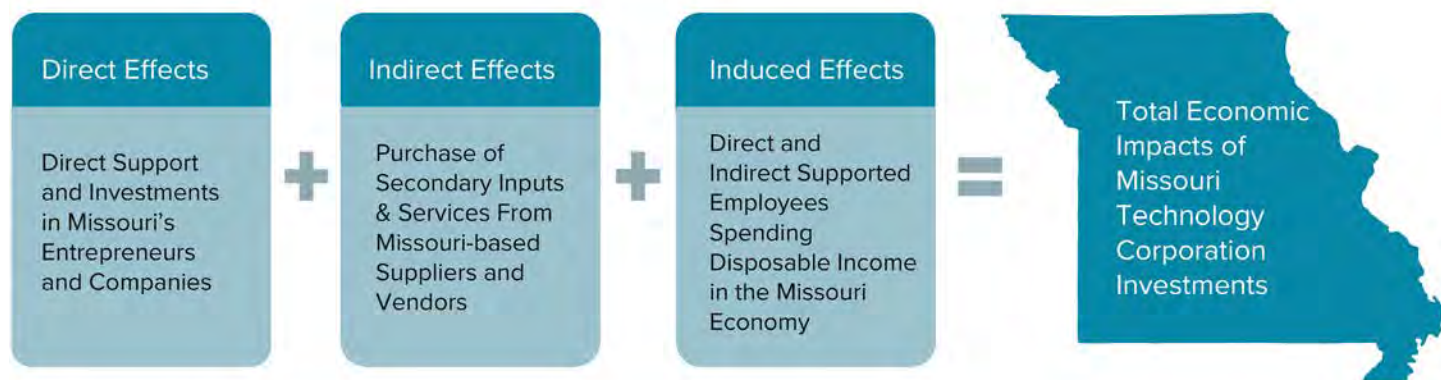 Direct Effects
Direct Support
and Investments
in Missouri's
Entrepreneurs
and Companies
+
Indirect Effects
Purchase of
Secondary Inputs
& Services From
Missouri-based
Suppliers and
Vendors
+
Induced Effects
Direct and
Indirect Supported
Employees
Spending
Disposable Income
in the Missouri
Economy
=
Total Economic
Impacts of
Missouri
Technology
Corporation
Investments